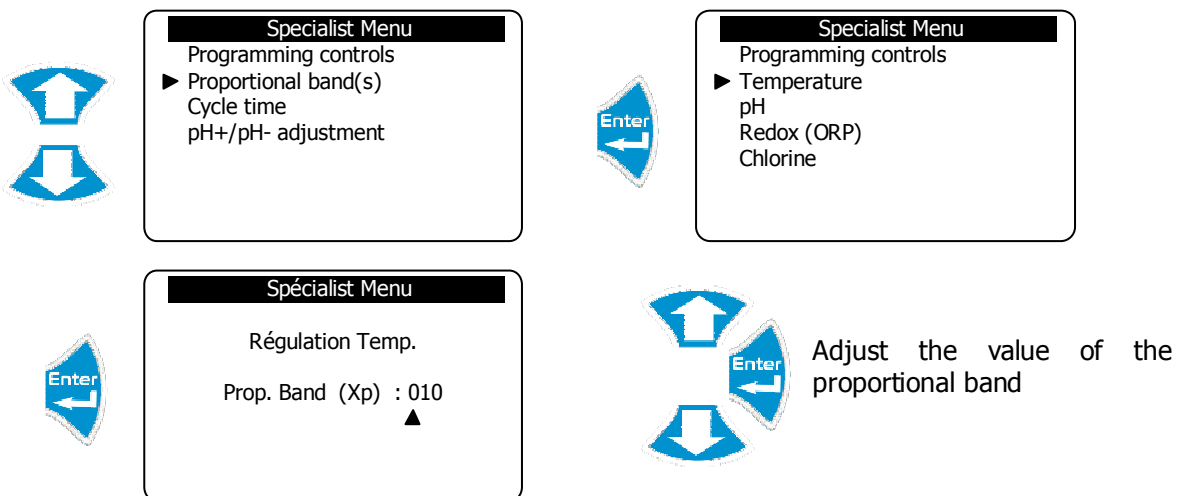 Specialist Menu
Programming controls
▶ Proportional band(s)
Cycle time
pH+/pH- adjustment
Enter
Specialist Menu
Programming controls
▶ Temperature
pH
Redox (ORP)
Chlorine
Enter
Spécialist Menu
Régulation Temp.
Prop. Band (Xp) : 010
▲
Enter
Adjust the value of the
proportional band